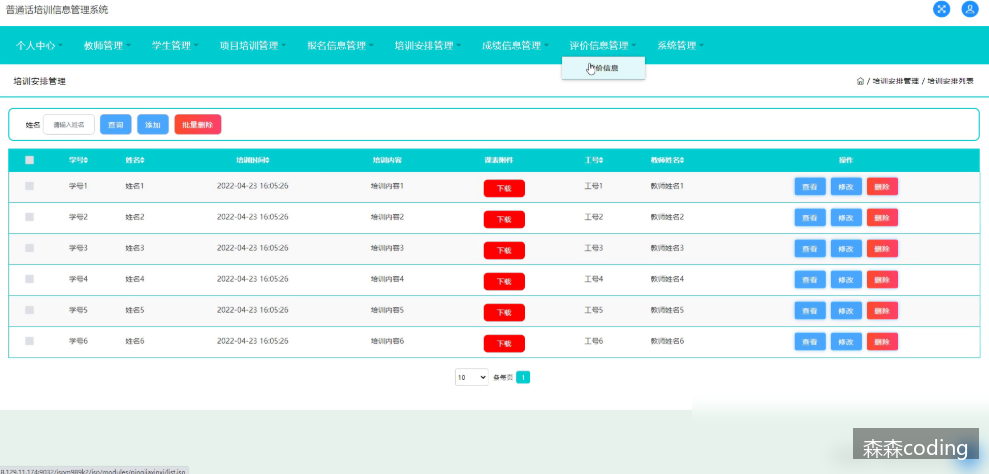 普通话培训信息管理系统
个人中心 教师管理 学生管理 项目培训管理 报名信息管理 培训安排管理 成绩信息管理 评价信息管理 系统管理
价信息
培训安排管理 / 培训安排管理 / 培训安排列表
姓名 请输入姓名 查询 添加 批量删除
学号 姓名 培训时间 培训内容 课表附件 工号 教师姓名 操作
学号1 姓名1 2022-04-23 16:05:26 培训内容1 下载 工号1 教师姓名1 查看 修改 删除
学号2 姓名2 2022-04-23 16:05:26 培训内容2 下载 工号2 教师姓名2 查看 修改 删除
学号3 姓名3 2022-04-23 16:05:26 培训内容3 下载 工号3 教师姓名3 查看 修改 删除
学号4 姓名4 2022-04-23 16:05:26 培训内容4 下载 工号4 教师姓名4 查看 修改 删除
学号5 姓名5 2022-04-23 16:05:26 培训内容5 下载 工号5 教师姓名5 查看 修改 删除
学号6 姓名6 2022-04-23 16:05:26 培训内容6 下载 工号6 教师姓名6 查看 修改 删除
10 条每页 1
森森coding